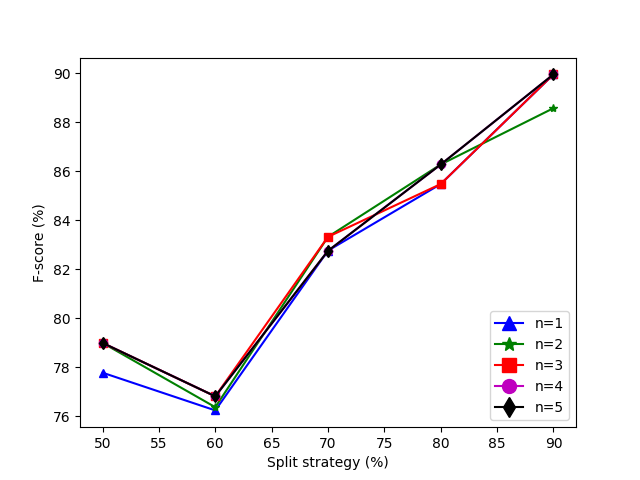 90
88
86
84
82
80
78
76
F-score (%)
n=1
n=2
n=3
n=4
n=5
50 55 60 65 70 75 80 85 90
Split strategy (%)